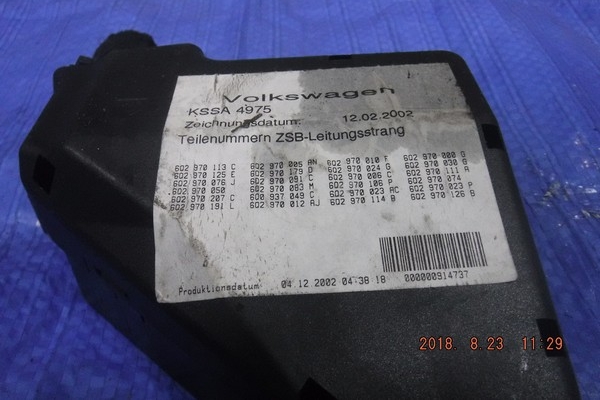 Volkswagen
KSSA 4975
Zeichnungsdatum: 12.02.2002
Teilenummern ZSB-Leitungsstrang
6Q2 970 113 C 6Q2 970 005 AN 6Q2 970 010 F 6Q2 970 080 G
6Q2 970 125 E 6Q2 970 179 D 6Q2 970 024 G 6Q2 970 030 G
6Q2 970 076 J 6Q2 970 091 C 6Q2 970 006 C 6Q2 970 111 A
6Q2 970 050 6Q2 970 083 M 6Q2 970 106 P 6Q2 970 074
6Q2 970 207 C 6Q0 937 049 C 6Q2 970 023 AC 6Q2 970 023 P
6Q2 970 191 L 6Q2 970 012 AJ 6Q2 970 114 B 6Q2 970 126 B
Produktionsdatum: 04.12.2002 04:38:18 000000914737
2018. 8.23 11:29